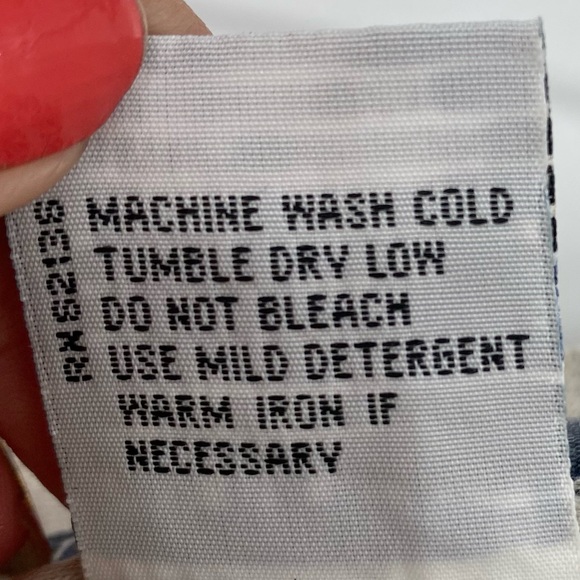 MACHINE WASH COLD
TUMBLE DRY LOW
DO NOT BLEACH
USE MILD DETERGENT
WARM IRON IF
NECESSARY